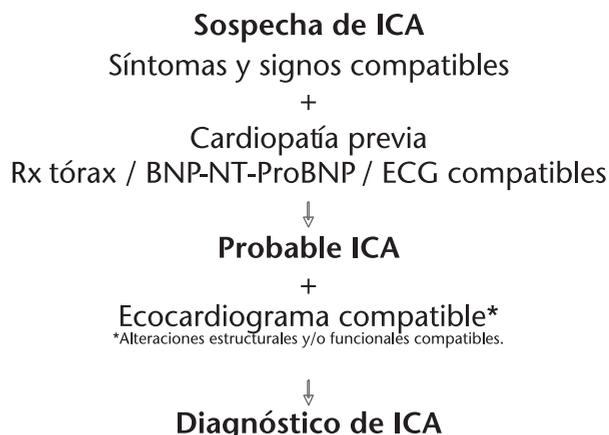 Sospecha de ICA
Síntomas y signos compatibles
+
Cardiopatía previa
Rx tórax / BNP-NT-ProBNP / ECG compatibles
Probable ICA
+
Ecocardiograma compatible*
*Alteraciones estructurales y/o funcionales compatibles.
Diagnóstico de ICA